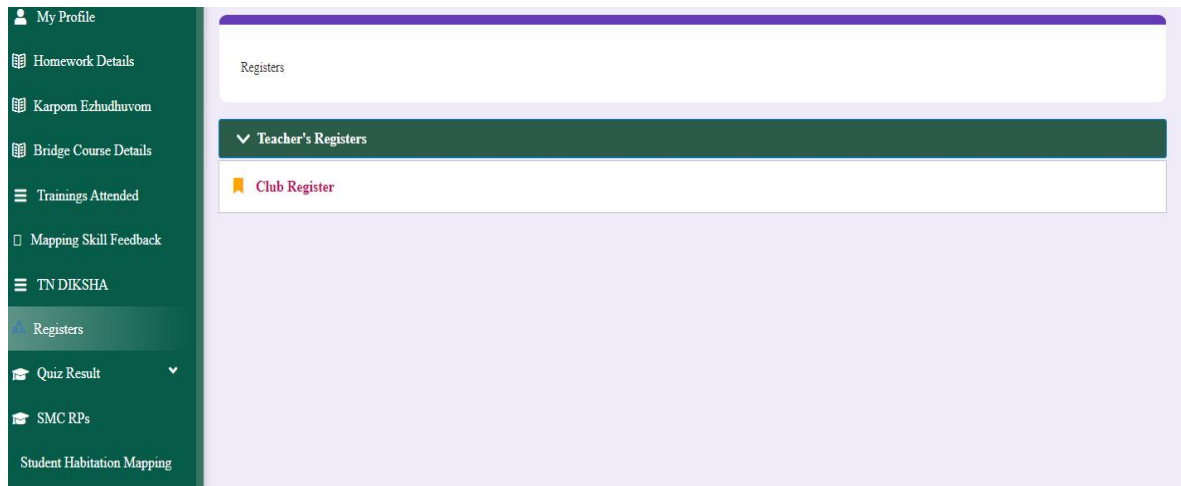 My Profile
Homework Details
Karpom Ezhudhuvom
Bridge Course Details
Trainings Attended
Mapping Skill Feedback
TN DIKSHA
Registers
Quiz Result
SMC RPs
Student Habitation Mapping
Registers
Teacher's Registers
Club Register